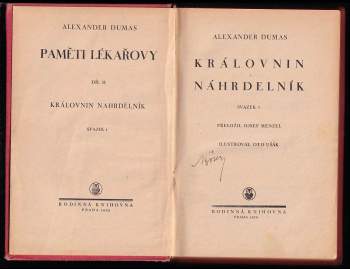 ALEXANDER DUMAS
PAMĚTI LÉKAŘOVY
DÍL II.
KRÁLOVNIN NÁHRDELNÍK
SVAZEK I
RODINNÁ KNIHOVNA
PRAHA
ALEXANDER DUMAS
KRÁLOVNIN
NÁHRDELNÍK
SVAZEK I
PŘELOŽIL JOSEF MENZEL
ILUSTROVAL OTO UŠÁK
RODINNÁ KNIHOVNA
PRAHA